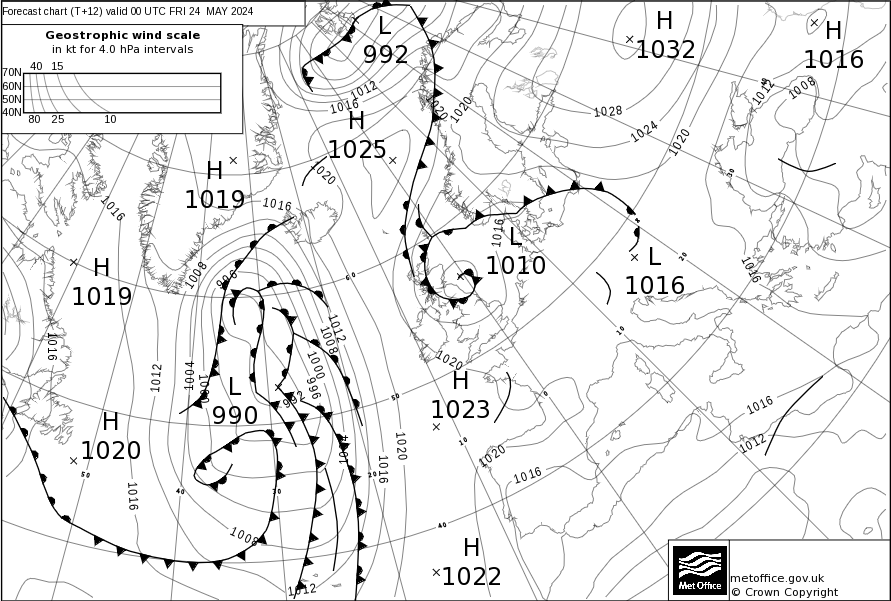 Forecast chart (T+12) valid 00 UTC FRI 24 MAY 2024
Geostrophic wind scale
in kt for 4.0 hPa intervals
40 15
70N
60N
50N
40N
80 25 10
L
992
H
1032
H
1016
1012
1016
1020
1020
1028
1024
1020
1012
1008
H
1025
H
1019
1020
1016
1016
1016
L
1010
L
1016
1016
H
1019
1008
996
1012
1008
1016
1012
1004
1000
1000
996
992
L
990
1020
H
1023
1016
1012
H
1020
1004
1020
1016
1020
1016
1016
1008
H
1022
1012
60
50
50
40
30
20
10
0
10
20
30
40
Met Office
metoffice.gov.uk
© Crown Copyright